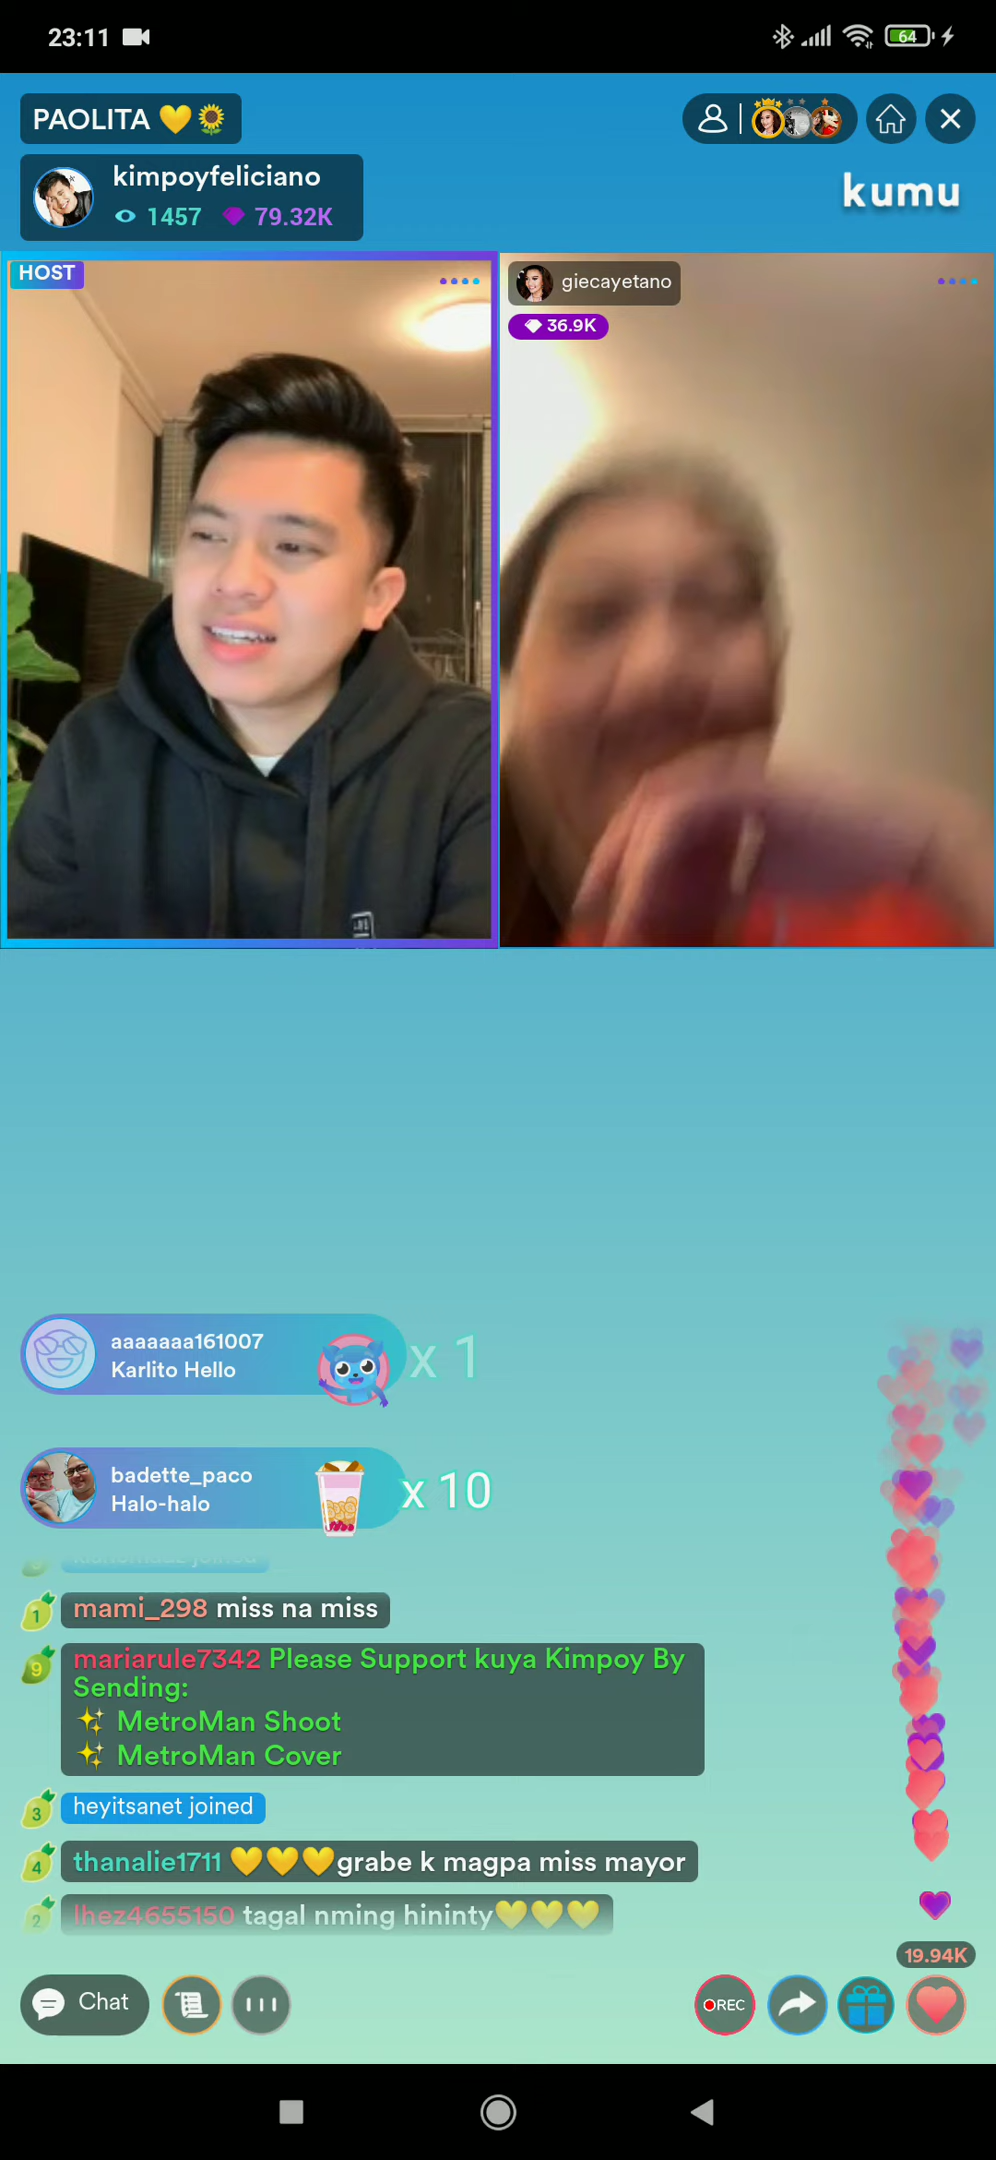 23:11
64
PAOLITA 💛🌻
kimpoyfeliciano
1457 79.32K
kumu
HOST
giecayetano
36.9K
aaaaaaa161007
Karlito Hello
x 1
badette_paco
Halo-halo
x 10
joined
1 mami_298 miss na miss
9 mariarule7342 Please Support kuya Kimpoy By
Sending:
✨ MetroMan Shoot
✨ MetroMan Cover
3 heyitsanet joined
4 thanalie1711 💛💛💛grabe k magpa miss mayor
2 lhez4655150 tagal nming hininty💛💛💛
19.94K
Chat
REC